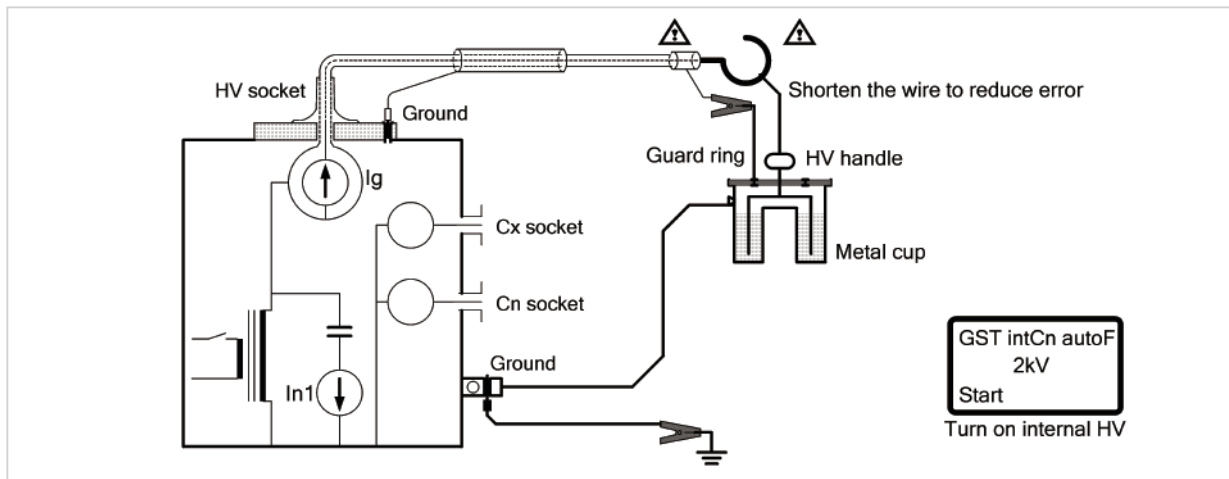 HV socket
Ground
Shorten the wire to reduce error
Ig
Guard ring
HV handle
Cx socket
Metal cup
Cn socket
In1
Ground
GST intCn autoF
2kV
Start
Turn on internal HV